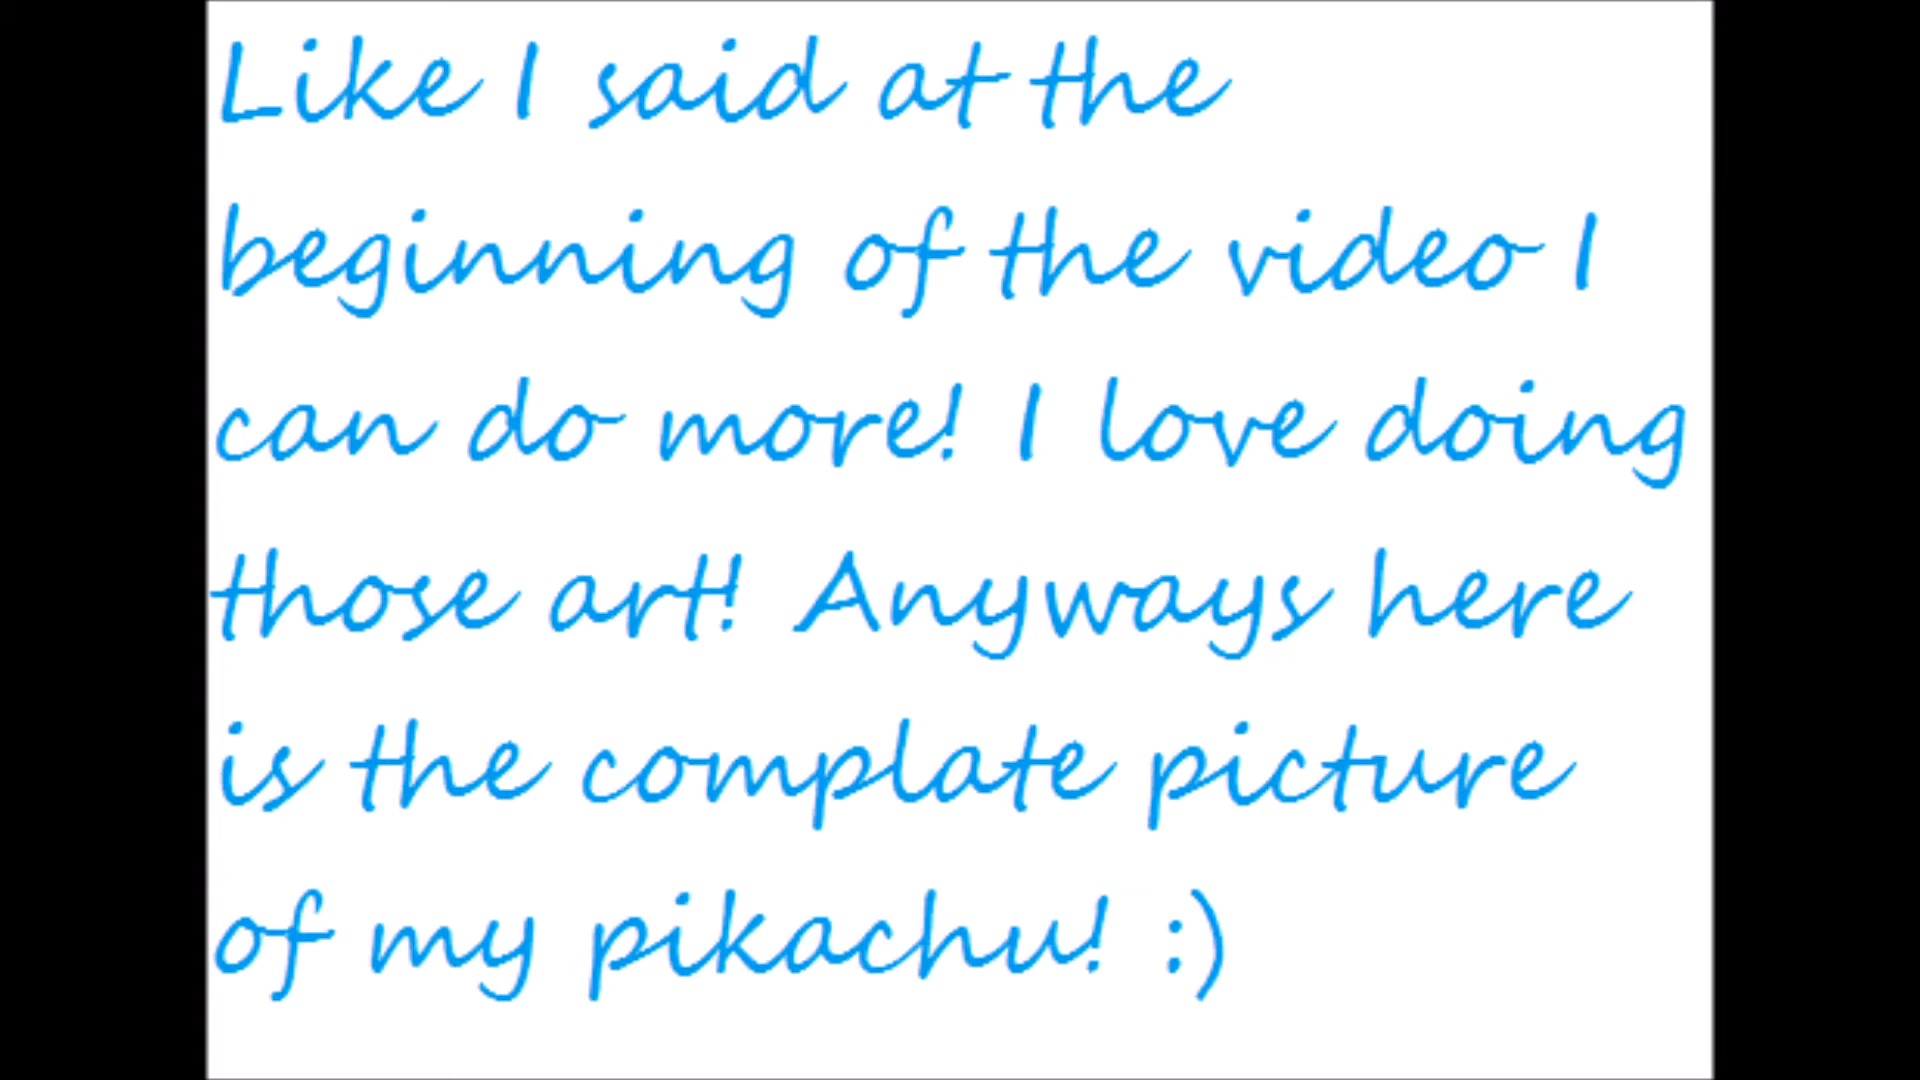 Like I said at the
beginning of the video I
can do more! I love doing
those art! Anyways here
is the complate picture
of my pikachu! :)